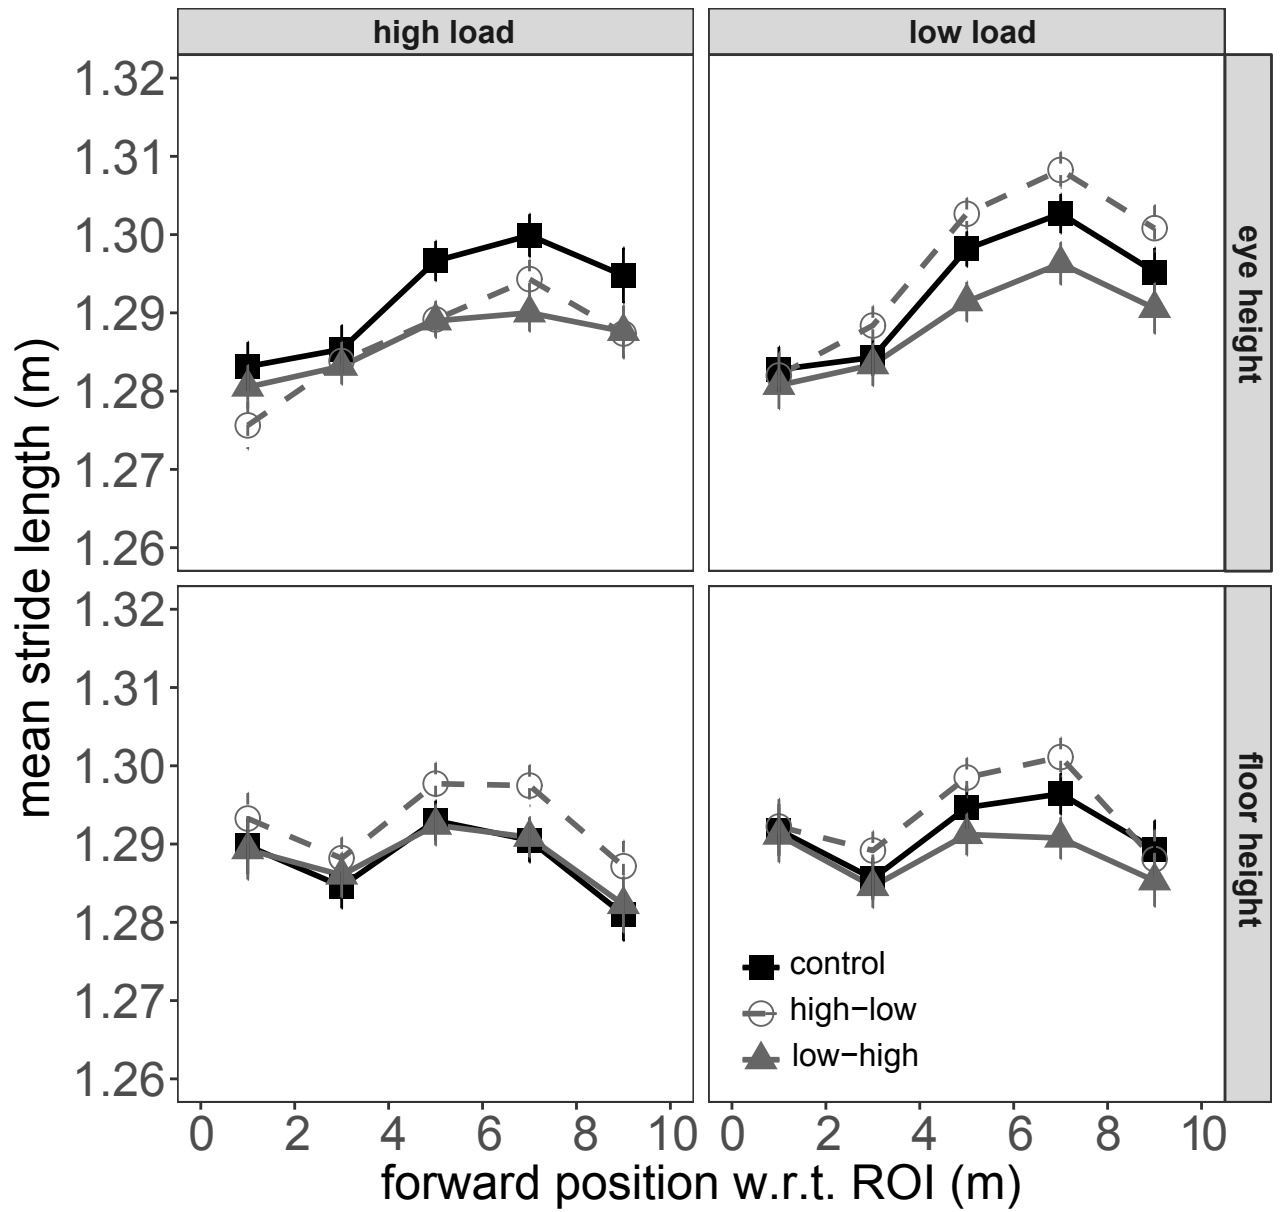 high load
low load
1.32
1.31
1.30
1.29
1.28
1.27
1.26
eye height
mean stride length (m)
1.32
1.31
1.30
1.29
1.28
1.27
1.26
floor height
control
high−low
low−high
0 2 4 6 8 10 0 2 4 6 8 10
forward position w.r.t. ROI (m)